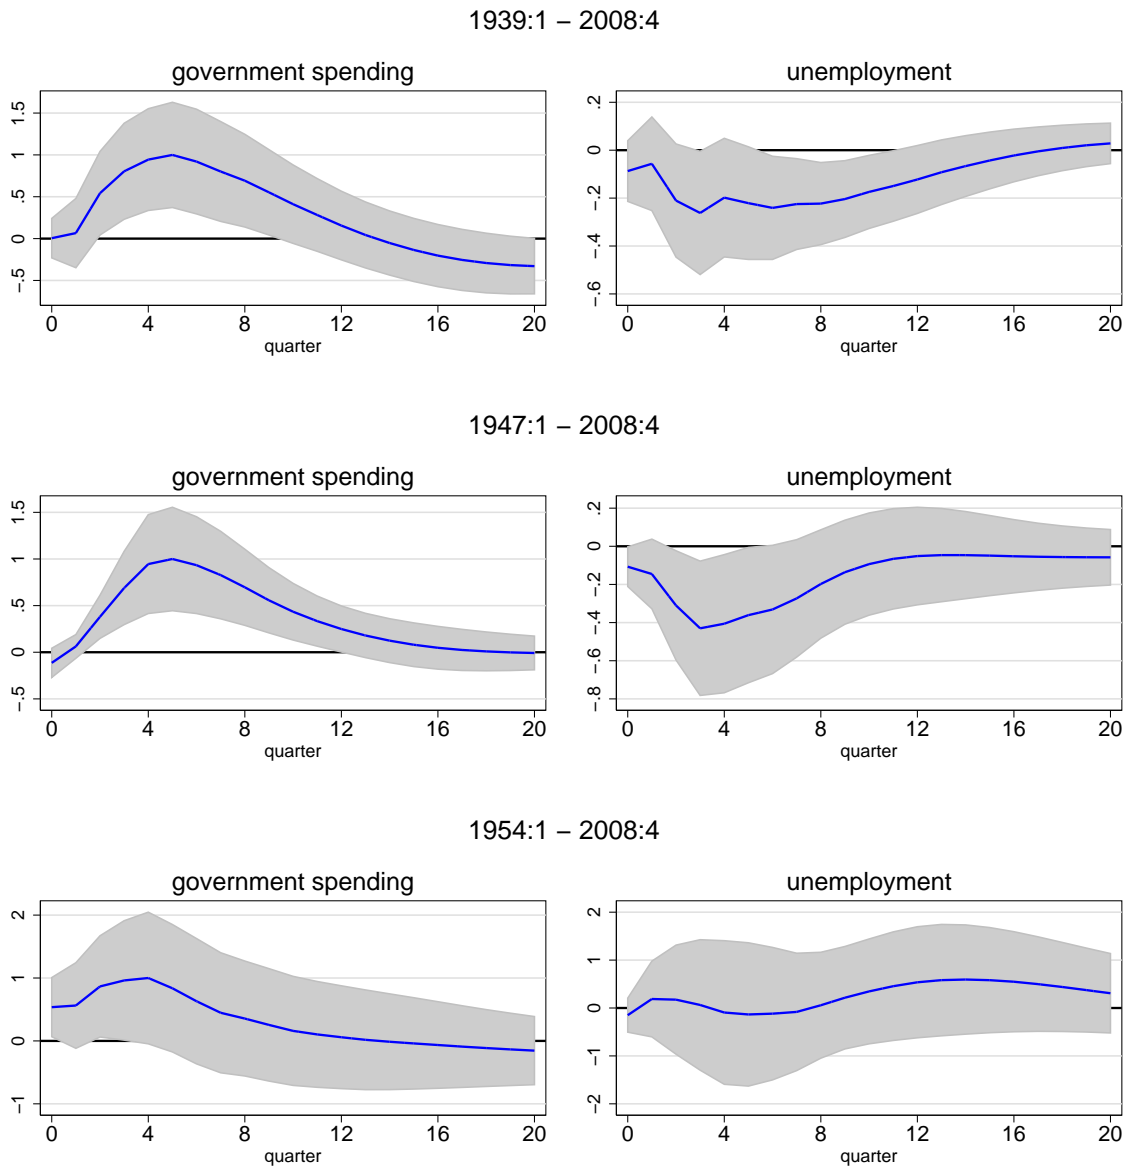 1939:1 – 2008:4
government spending
unemployment
1.5
1
.5
0
−.5
0 4 8 12 16 20
quarter
.2
0
−.2
−.4
−.6
0 4 8 12 16 20
quarter
1947:1 – 2008:4
government spending
unemployment
1.5
1
.5
0
−.5
0 4 8 12 16 20
quarter
.2
0
−.2
−.4
−.6
−.8
0 4 8 12 16 20
quarter
1954:1 – 2008:4
government spending
unemployment
2
1
0
−1
0 4 8 12 16 20
quarter
2
1
0
−1
−2
0 4 8 12 16 20
quarter